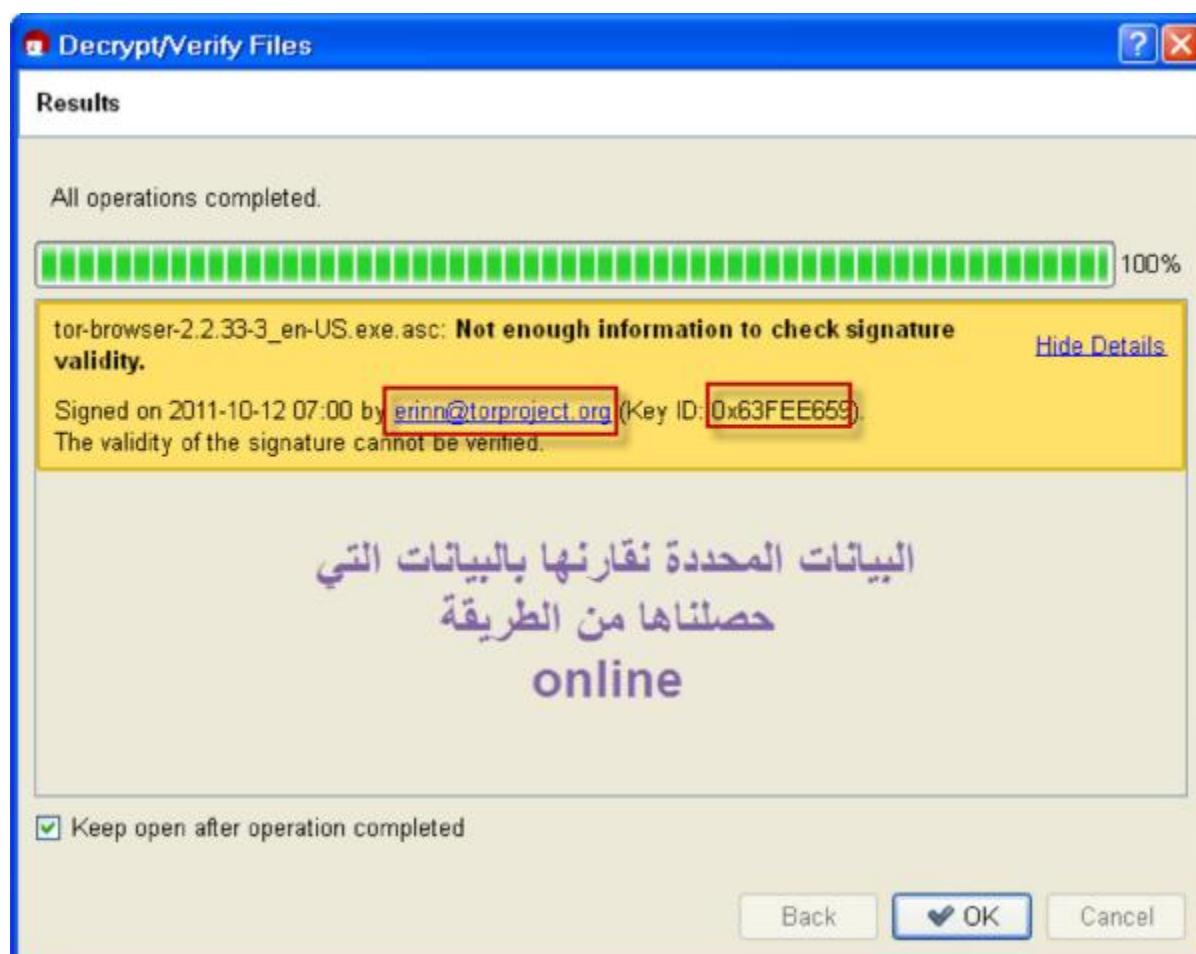 Decrypt/Verify Files
Results
All operations completed.
100%
tor-browser-2.2.33-3_en-US.exe.asc: Not enough information to check signature
validity.
Hide Details
Signed on 2011-10-12 07:00 by erinn@torproject.org (Key ID: 0x63FEE659).
The validity of the signature cannot be verified.
البيانات المحددة نقارنها بالبيانات التي
حصلناها من الطريقة
online
Keep open after operation completed
Back
OK
Cancel